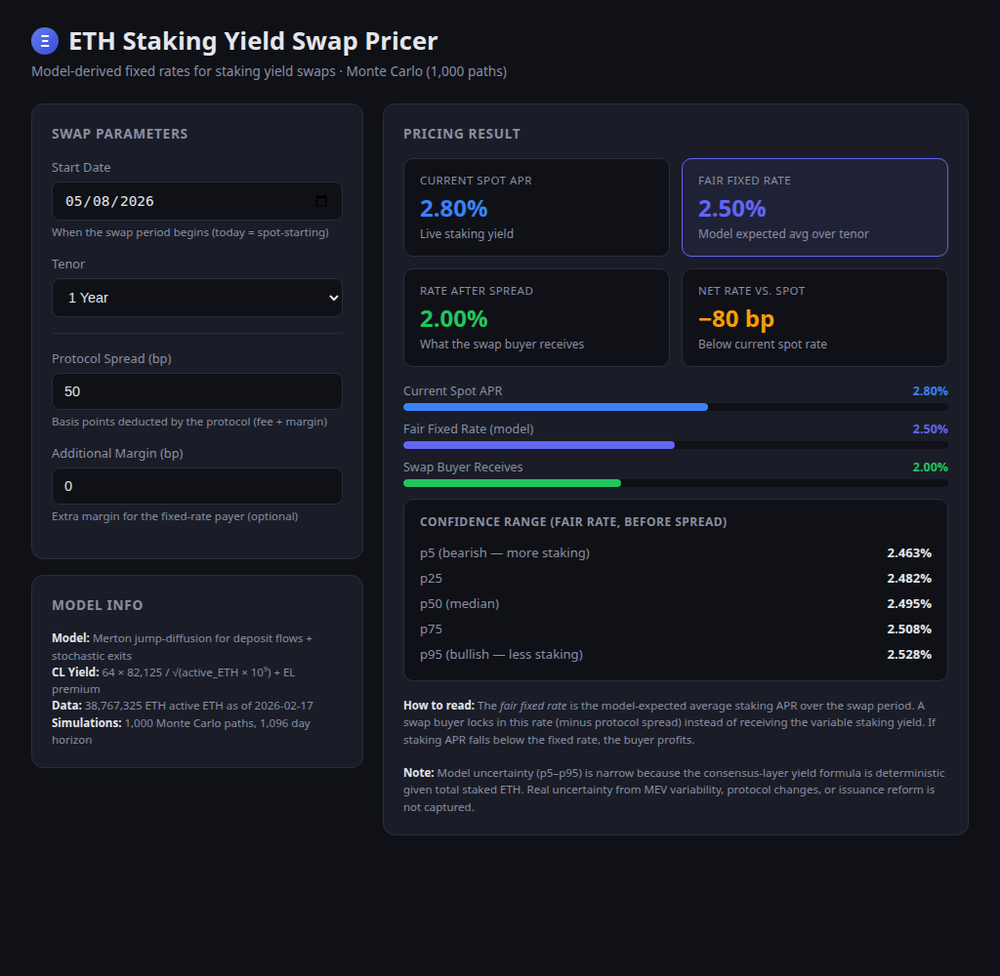 Ξ ETH Staking Yield Swap Pricer
Model-derived fixed rates for staking yield swaps · Monte Carlo (1,000 paths)
SWAP PARAMETERS
Start Date
05/08/2026
When the swap period begins (today = spot-starting)
Tenor
1 Year
Protocol Spread (bp)
50
Basis points deducted by the protocol (fee + margin)
Additional Margin (bp)
0
Extra margin for the fixed-rate payer (optional)
MODEL INFO
Model: Merton jump-diffusion for deposit flows +
stochastic exits
CL Yield: 64 × 82,125 / √(active_ETH × 10⁹) + EL
premium
Data: 38,767,325 ETH active ETH as of 2026-02-17
Simulations: 1,000 Monte Carlo paths, 1,096 day
horizon
PRICING RESULT
CURRENT SPOT APR
2.80%
Live staking yield
FAIR FIXED RATE
2.50%
Model expected avg over tenor
RATE AFTER SPREAD
2.00%
What the swap buyer receives
NET RATE VS. SPOT
−80 bp
Below current spot rate
Current Spot APR 2.80%
Fair Fixed Rate (model) 2.50%
Swap Buyer Receives 2.00%
CONFIDENCE RANGE (FAIR RATE, BEFORE SPREAD)
p5 (bearish — more staking) 2.463%
p25 2.482%
p50 (median) 2.495%
p75 2.508%
p95 (bullish — less staking) 2.528%
How to read: The fair fixed rate is the model-expected average staking APR over the swap period. A
swap buyer locks in this rate (minus protocol spread) instead of receiving the variable staking yield. If
staking APR falls below the fixed rate, the buyer profits.
Note: Model uncertainty (p5–p95) is narrow because the consensus-layer yield formula is deterministic
given total staked ETH. Real uncertainty from MEV variability, protocol changes, or issuance reform is
not captured.